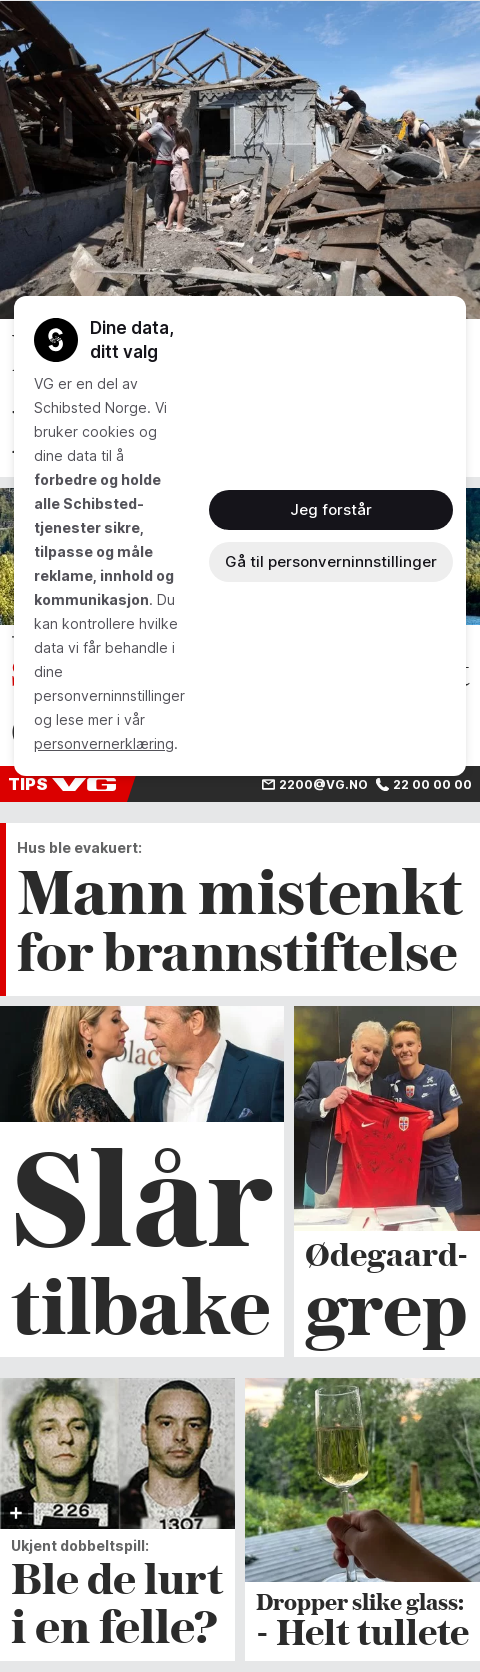 Dine data,
ditt valg
VG er en del av
Schibsted Norge. Vi
bruker cookies og
dine data til å
forbedre og holde
alle Schibsted-
tjenester sikre,
tilpasse og måle
reklame, innhold og
kommunikasjon. Du
kan kontrollere hvilke
data vi får behandle i
dine
personverninnstillinger
og lese mer i vår
personvernerklæring.
Jeg forstår
Gå til personverninnstillinger
TIPS VG 2200@VG.NO 22 00 00 00
Hus ble evakuert:
Mann mistenkt
for brannstiftelse
Slår
tilbake
Ødegaard-
grep
226
1307
Ukjent dobbeltspill:
Ble de lurt
i en felle?
Dropper slike glass:
- Helt tullete